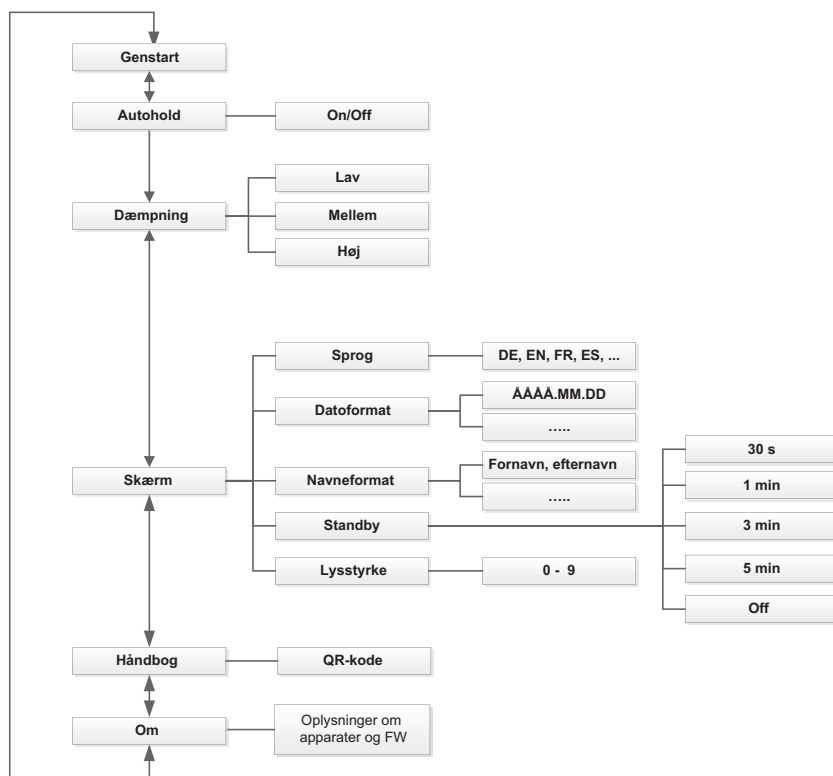 Genstart
Autohold
On/Off
Dæmpning
Lav
Mellem
Høj
Skærm
Sprog
DE, EN, FR, ES, ...
Datoformat
ÅÅÅÅ.MM.DD
.....
Navneformat
Fornavn, efternavn
.....
Standby
30 s
1 min
3 min
5 min
Off
Lysstyrke
0 - 9
Håndbog
QR-kode
Om
Oplysninger om
apparater og FW